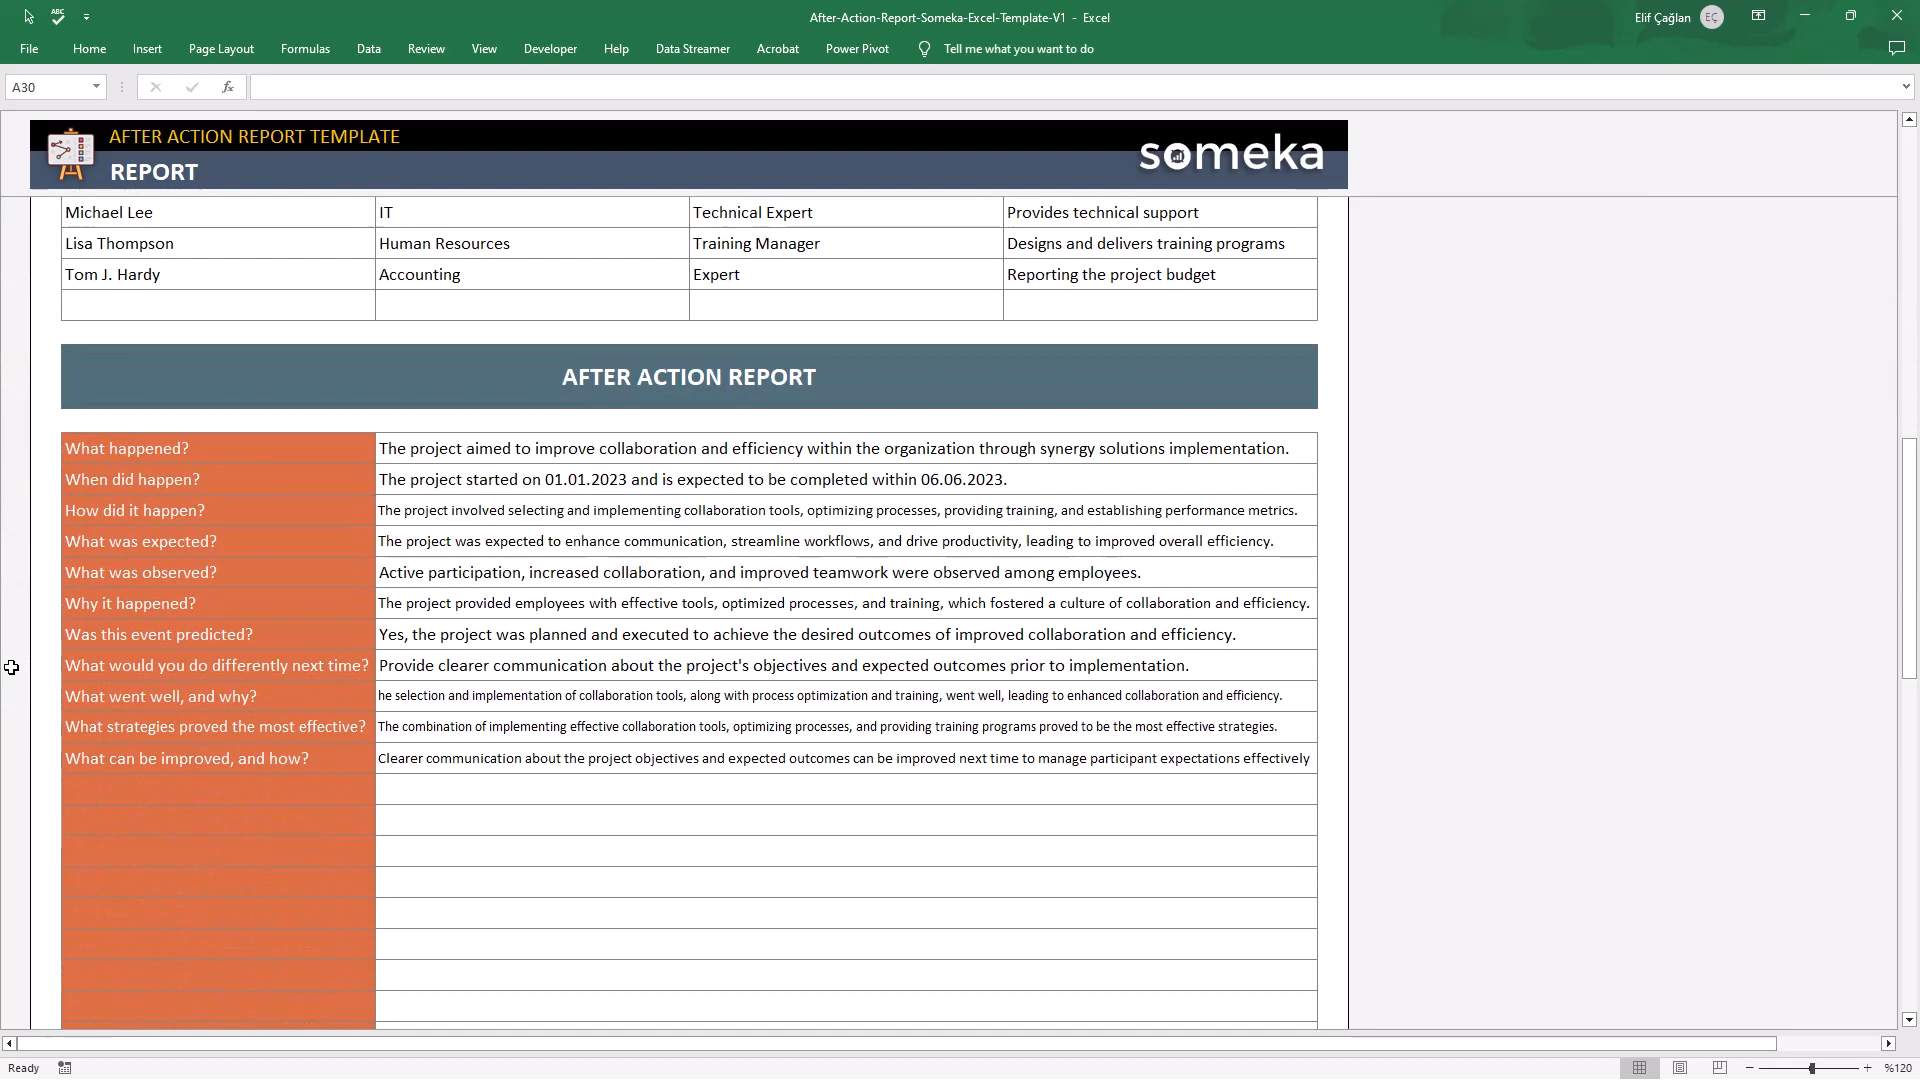 ABC
After-Action-Report-Someka-Excel-Template-V1 - Excel
Elif Çağlan EÇ
File Home Insert Page Layout Formulas Data Review View Developer Help Data Streamer Acrobat Power Pivot Tell me what you want to do
A30 fx
AFTER ACTION REPORT TEMPLATE
REPORT
someka
Michael Lee IT Technical Expert Provides technical support
Lisa Thompson Human Resources Training Manager Designs and delivers training programs
Tom J. Hardy Accounting Expert Reporting the project budget
AFTER ACTION REPORT
What happened? The project aimed to improve collaboration and efficiency within the organization through synergy solutions implementation.
When did happen? The project started on 01.01.2023 and is expected to be completed within 06.06.2023.
How did it happen? The project involved selecting and implementing collaboration tools, optimizing processes, providing training, and establishing performance metrics.
What was expected? The project was expected to enhance communication, streamline workflows, and drive productivity, leading to improved overall efficiency.
What was observed? Active participation, increased collaboration, and improved teamwork were observed among employees.
Why it happened? The project provided employees with effective tools, optimized processes, and training, which fostered a culture of collaboration and efficiency.
Was this event predicted? Yes, the project was planned and executed to achieve the desired outcomes of improved collaboration and efficiency.
What would you do differently next time? Provide clearer communication about the project's objectives and expected outcomes prior to implementation.
What went well, and why? he selection and implementation of collaboration tools, along with process optimization and training, went well, leading to enhanced collaboration and efficiency.
What strategies proved the most effective? The combination of implementing effective collaboration tools, optimizing processes, and providing training programs proved to be the most effective strategies.
What can be improved, and how? Clearer communication about the project objectives and expected outcomes can be improved next time to manage participant expectations effectively
Ready %120